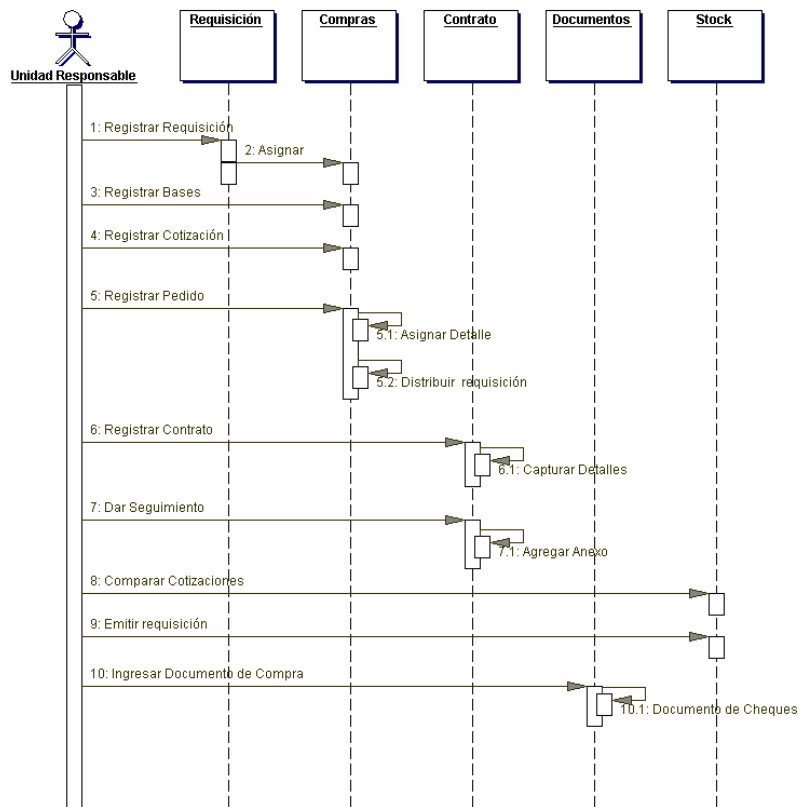 Requisición
Compras
Contrato
Documentos
Stock
Unidad Responsable
1: Registrar Requisición
2: Asignar
3: Registrar Bases
4: Registrar Cotización
5: Registrar Pedido
5.1: Asignar Detalle
5.2: Distribuir requisición
6: Registrar Contrato
6.1: Capturar Detalles
7: Dar Seguimiento
7.1: Agregar Anexo
8: Comparar Cotizaciones
9: Emitir requisición
10: Ingresar Documento de Compra
10.1: Documento de Cheques